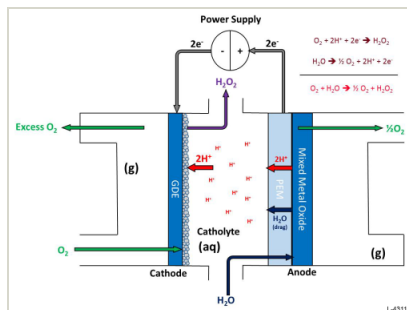 Power Supply
2e⁻
-
+
2e⁻
O₂ + 2H⁺ + 2e⁻ → H₂O₂
H₂O → ½ O₂ + 2H⁺ + 2e⁻
O₂ + H₂O → ½ O₂ + H₂O₂
H₂O₂
Excess O₂
½O₂
(g)
GDE
2H⁺
H⁺
H⁺
H⁺
H⁺
H⁺
H⁺
H⁺
H⁺
H⁺
2H⁺
PEM
Mixed Metal Oxide
H₂O
(drag)
Catholyte
(aq)
O₂
(g)
Cathode
Anode
H₂O